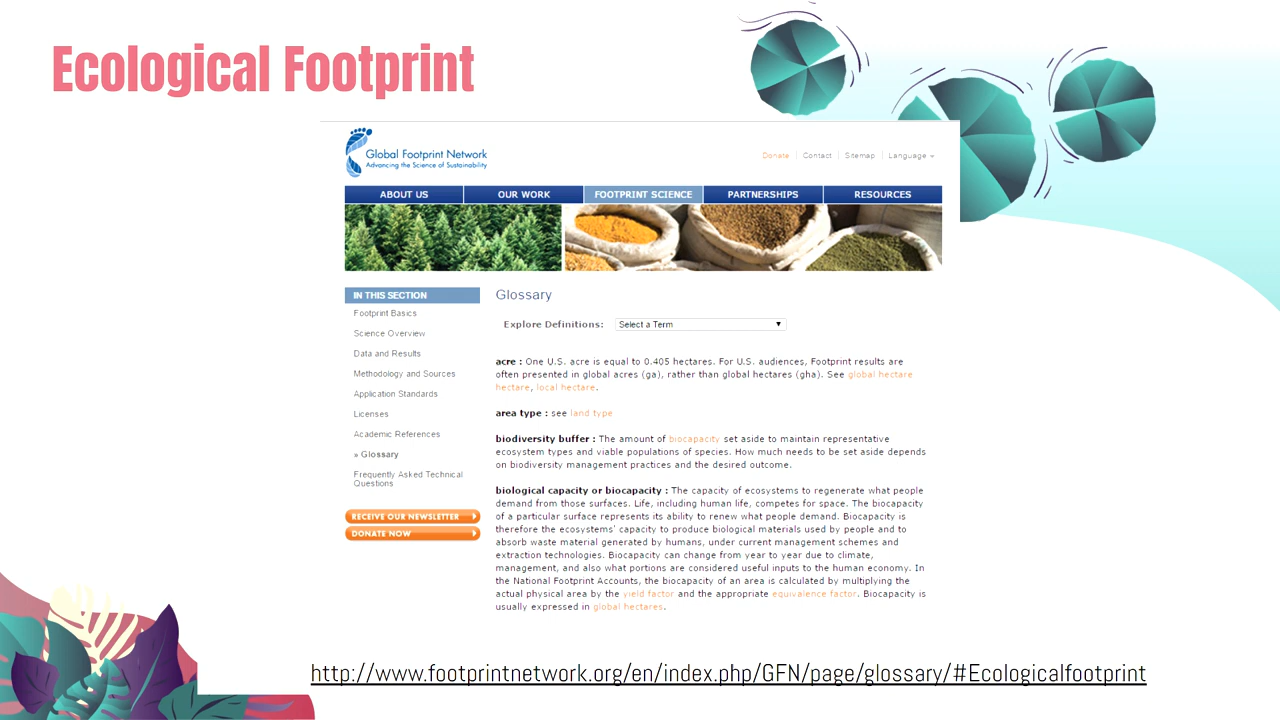 Ecological Footprint
Global Footprint Network
Advancing the Science of Sustainability
Donate Contact Sitemap Language
ABOUT US OUR WORK FOOTPRINT SCIENCE PARTNERSHIPS RESOURCES
IN THIS SECTION
Footprint Basics
Science Overview
Data and Results
Methodology and Sources
Application Standards
Licenses
Academic References
» Glossary
Frequently Asked Technical
Questions
RECEIVE OUR NEWSLETTER
DONATE NOW
Glossary
Explore Definitions: Select a Term
acre : One U.S. acre is equal to 0.405 hectares. For U.S. audiences, Footprint results are
often presented in global acres (ga), rather than global hectares (gha). See global hectare
hectare, local hectare.
area type : see land type
biodiversity buffer : The amount of biocapacity set aside to maintain representative
ecosystem types and viable populations of species. How much needs to be set aside depends
on biodiversity management practices and the desired outcome.
biological capacity or biocapacity : The capacity of ecosystems to regenerate what people
demand from those surfaces. Life, including human life, competes for space. The biocapacity
of a particular surface represents its ability to renew what people demand. Biocapacity is
therefore the ecosystems' capacity to produce biological materials used by people and to
absorb waste material generated by humans, under current management schemes and
extraction technologies. Biocapacity can change from year to year due to climate,
management, and also what portions are considered useful inputs to the human economy. In
the National Footprint Accounts, the biocapacity of an area is calculated by multiplying the
actual physical area by the yield factor and the appropriate equivalence factor. Biocapacity is
usually expressed in global hectares.
http://www.footprintnetwork.org/en/index.php/GFN/page/glossary/#Ecologicalfootprint